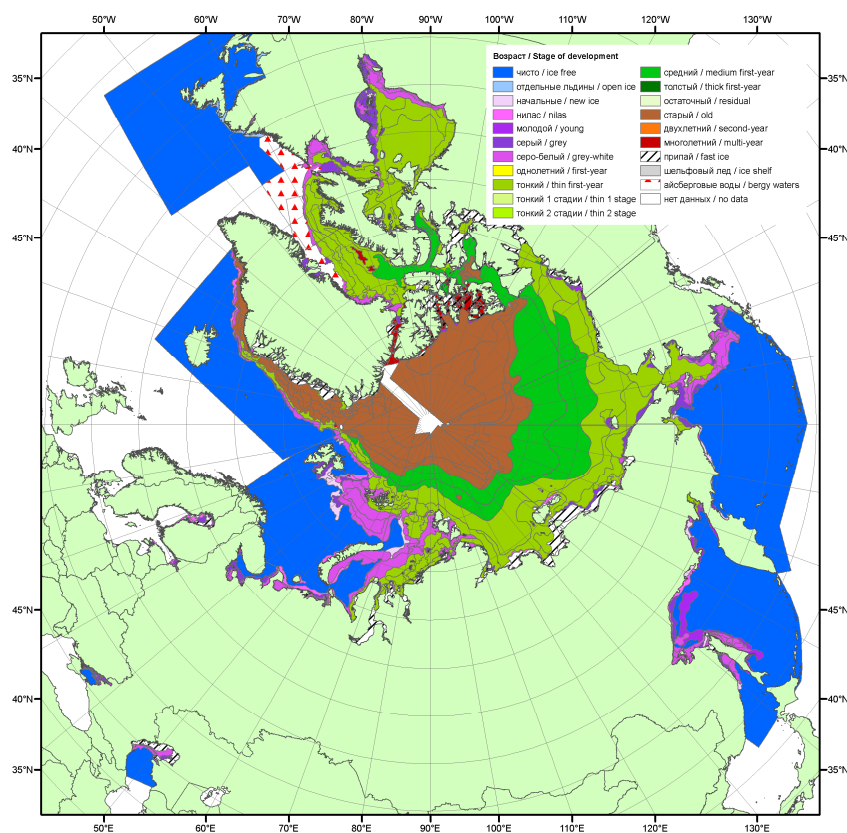 50°W 60°W 70°W 80°W 90°W 100°W 110°W 120°W 130°W
Возраст / Stage of development
чисто / ice free
отдельные льдины / open ice
начальные / new ice
нилас / nilas
молодой / young
серый / grey
серо-белый / grey-white
однолетний / first-year
тонкий / thin first-year
тонкий 1 стадии / thin 1 stage
тонкий 2 стадии / thin 2 stage
средний / medium first-year
толстый / thick first-year
остаточный / residual
старый / old
двухлетний / second-year
многолетний / multi-year
припай / fast ice
шельфовый лед / ice shelf
айсберговые воды / bergy waters
нет данных / no data
35°N 35°N
40°N 40°N
45°N 45°N
45°N 45°N
40°N 40°N
35°N 35°N
50°E 60°E 70°E 80°E 90°E 100°E 110°E 120°E 130°E